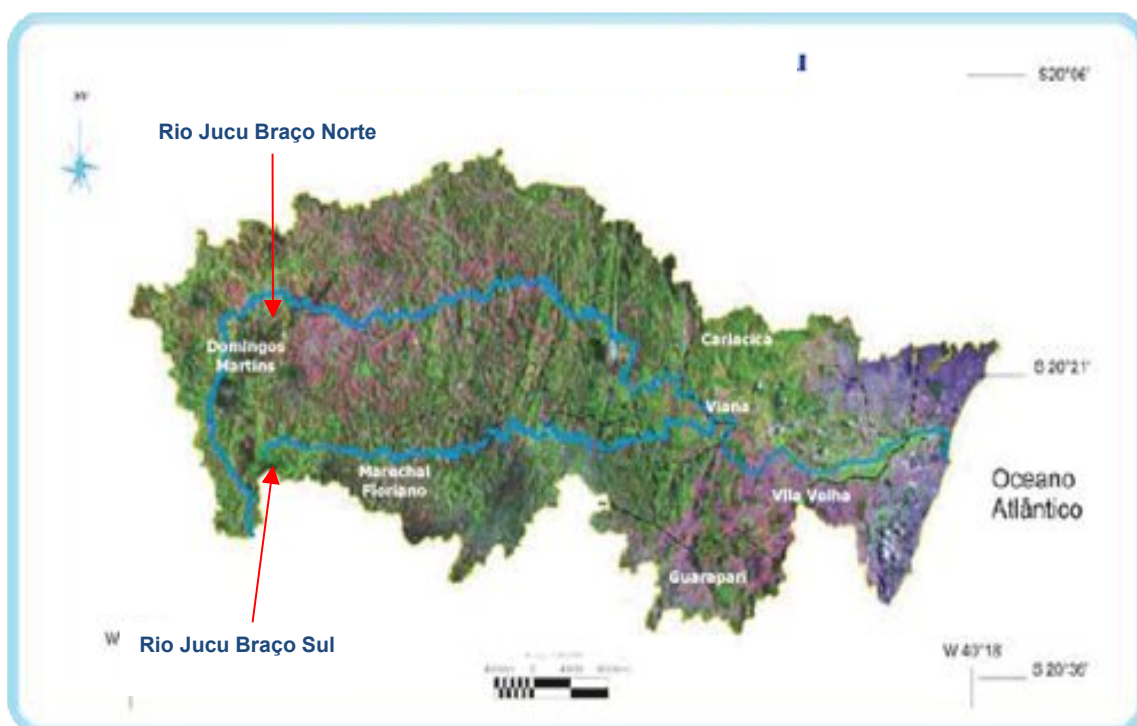 S20°06'
Rio Jucu Braço Norte
Cariacica
Domingos
Martins
S 20°21'
Viana
Marechal
Floriano
Vila Velha
Oceano
Atlântico
Guarapari
W
Rio Jucu Braço Sul
W 40°18'
S 20°36'